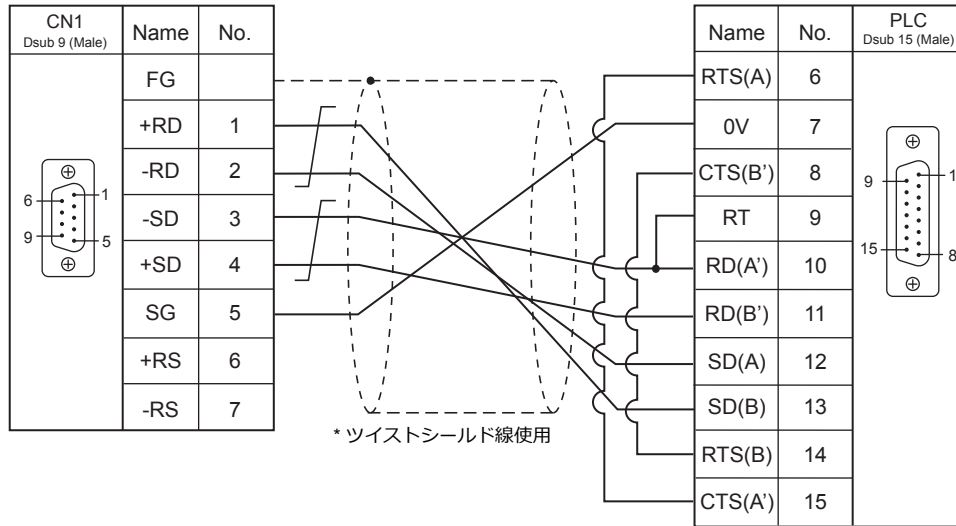 CN1
Dsub 9 (Male)
Name No.
FG
+RD 1
-RD 2
-SD 3
+SD 4
SG 5
+RS 6
-RS 7
6 1
9 5
* ツイストシールド線使用
Name No.
PLC
Dsub 15 (Male)
RTS(A) 6
0V 7
CTS(B’) 8
RT 9
RD(A’) 10
RD(B’) 11
SD(A) 12
SD(B) 13
RTS(B) 14
CTS(A’) 15
9 1
15 8